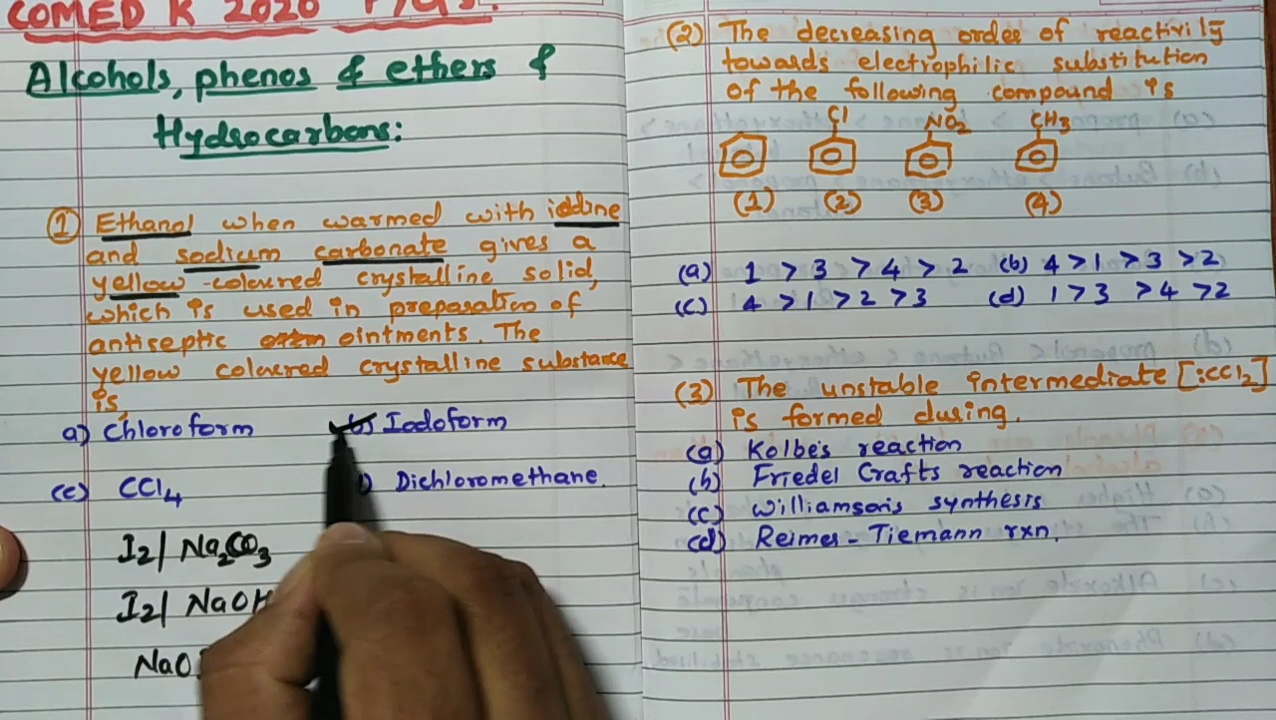 COMED K 2020
Alcohols, phenos & ethers &
Hydrocarbons:
① Ethanol when warmed with iodine
and sodium carbonate gives a
yellow-coloured crystalline solid,
which is used in preparation of
antiseptic ointments. The
yellow coloured crystalline substance
is,
a) Chloroform b) Iodoform
(c) CCl4 Dichloromethane.
I2| Na2CO3
I2| NaOH
NaO
(2) The decreasing order of reactivily
towards electrophilic substitution
of the following compound is
Cl NO2 CH3
(1) (2) (3) (4)
(a) 1 > 3 > 4 > 2 (b) 4 > 1 > 3 > 2
(c) 4 > 1 > 2 > 3 (d) 1 > 3 > 4 > 2
(3) The unstable intermediate [:CCl2]
is formed during.
(a) Kolbe's reaction
(b) Friedel Crafts reaction
(c) Williamson's synthesis
(d) Reimer-Tiemann rxn.